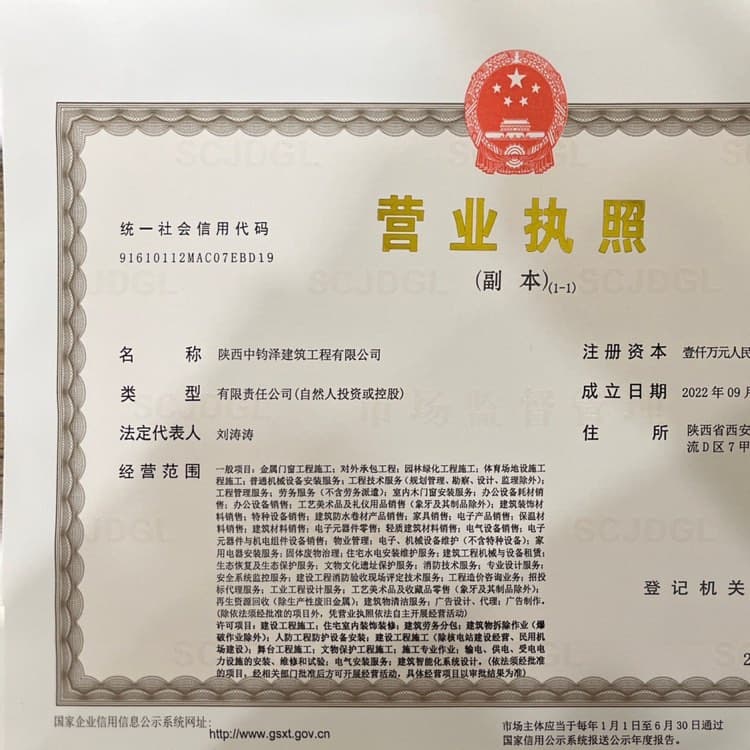 营业执照
(副 本)(1-1)
统一社会信用代码
91610112MAC07EBD19
名 称 陕西中钧泽建筑工程有限公司
类 型 有限责任公司(自然人投资或控股)
法定代表人 刘涛涛
经营范围 一般项目：金属门窗工程施工；对外承包工程；园林绿化工程施工；体育场地设施工
程施工；普通机械设备安装服务；工程技术服务（规划管理、勘察、设计、监理除外）；
工程管理服务；劳务服务（不含劳务派遣）；室内木门窗安装服务；办公设备耗材销
售；办公设备销售；工艺美术品及礼仪用品销售（象牙及其制品除外）；建筑装饰材
料销售；特种设备销售；建筑防水卷材产品销售；家具销售；电子产品销售；保温材
料销售；建筑材料销售；电子元器件零售；轻质建筑材料销售；电气设备销售；电子
元器件与机电组件设备销售；物业管理；电子、机械设备维护（不含特种设备）；家
用电器安装服务；固体废物治理；住宅水电安装维护服务；建筑工程机械与设备租赁；
生态恢复及生态保护服务；文物文化遗址保护服务；消防技术服务；专业设计服务；
安全系统监控服务；建设工程消防验收现场评定技术服务；工程造价咨询业务；招投
标代理服务；工业工程设计服务；工艺美术品及收藏品零售（象牙及其制品除外）；
再生资源回收（除生产性废旧金属）；建筑物清洁服务；广告设计、代理；广告制作。
(除依法须经批准的项目外，凭营业执照依法自主开展经营活动)
许可项目：建设工程施工；住宅室内装饰装修；建筑劳务分包；建筑物拆除作业（爆
破作业除外）；人防工程防护设备安装；建设工程施工（除核电站建设经营、民用机
场建设）；舞台工程施工；文物保护工程施工；施工专业作业；输电、供电、受电电
力设施的安装、维修和试验；电气安装服务；建筑智能化系统设计。（依法须经批准
的项目，经相关部门批准后方可开展经营活动，具体经营项目以审批结果为准）
注册资本 壹仟万元人民
成立日期 2022年09月
住 所 陕西省西安
流D区7甲
登记机关
2
国家企业信用信息公示系统网址：http://www.gsxt.gov.cn
市场主体应当于每年1月1日至6月30日通过
国家信用公示系统报送公示年度报告。
SCJDGL
市场监督管理